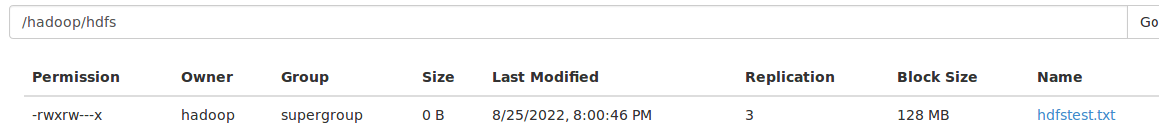 /hadoop/hdfs Go
Permission Owner Group Size Last Modified Replication Block Size Name
-rwxrw---x hadoop supergroup 0 B 8/25/2022, 8:00:46 PM 3 128 MB hdfstest.txt